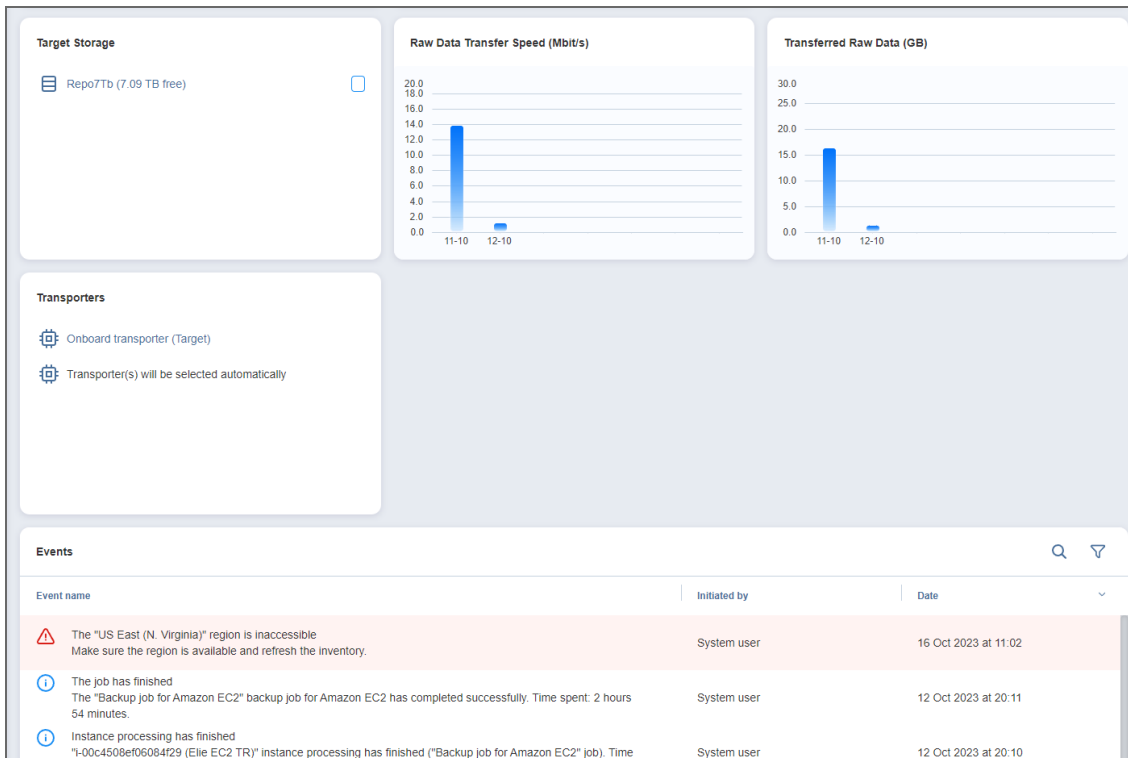 Target Storage
Repo7Tb (7.09 TB free)
Raw Data Transfer Speed (Mbit/s)
20.0
18.0
16.0
14.0
12.0
10.0
8.0
6.0
4.0
2.0
0.0
11-10 12-10
Transferred Raw Data (GB)
30.0
25.0
20.0
15.0
10.0
5.0
0.0
11-10 12-10
Transporters
Onboard transporter (Target)
Transporter(s) will be selected automatically
Events
Event name Initiated by Date
The "US East (N. Virginia)" region is inaccessible
Make sure the region is available and refresh the inventory.
System user 16 Oct 2023 at 11:02
The job has finished
The "Backup job for Amazon EC2" backup job for Amazon EC2 has completed successfully. Time spent: 2 hours
54 minutes.
System user 12 Oct 2023 at 20:11
Instance processing has finished
"i-00c4508ef06084f29 (Elie EC2 TR)" instance processing has finished ("Backup job for Amazon EC2" job). Time
System user 12 Oct 2023 at 20:10